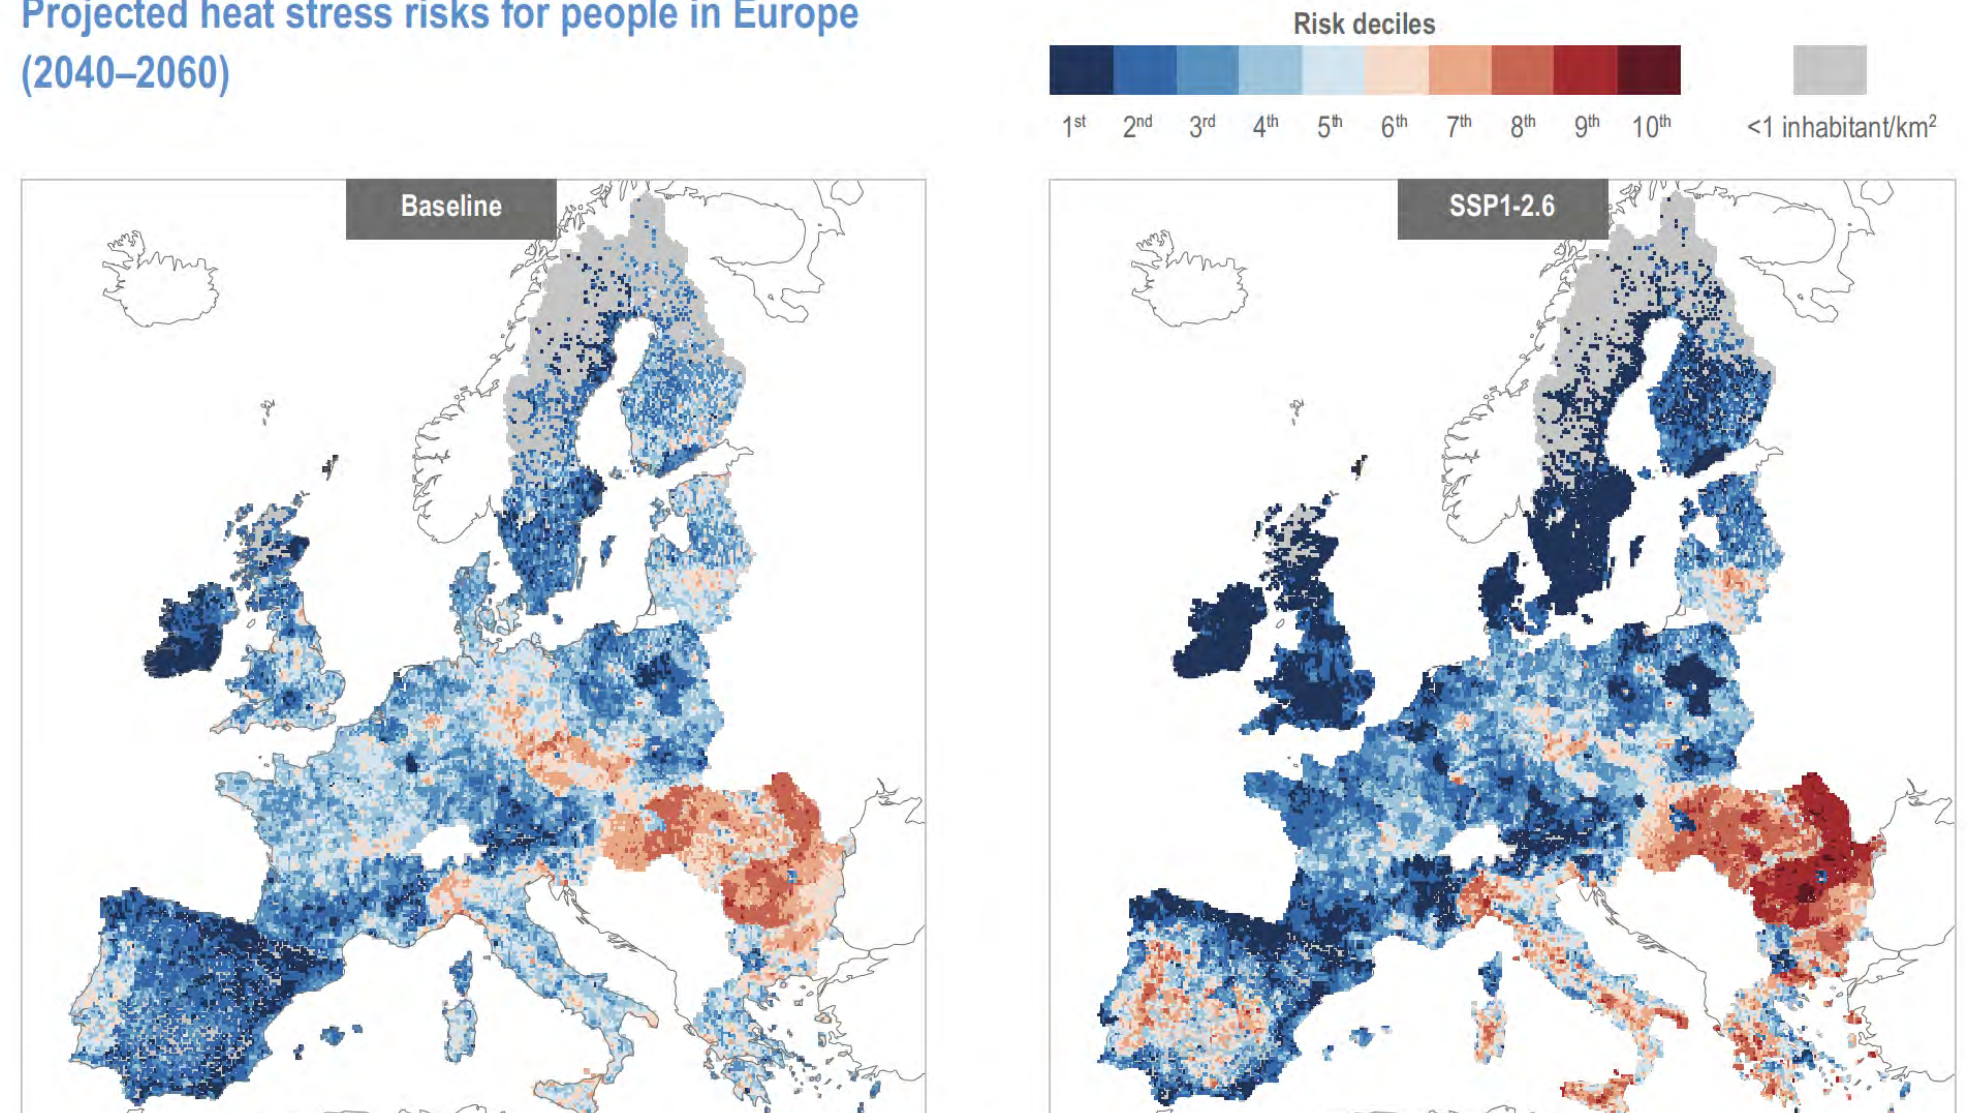 Projected heat stress risks for people in Europe
(2040–2060)
Risk deciles
1st 2nd 3rd 4th 5th 6th 7th 8th 9th 10th
<1 inhabitant/km²
Baseline
SSP1-2.6